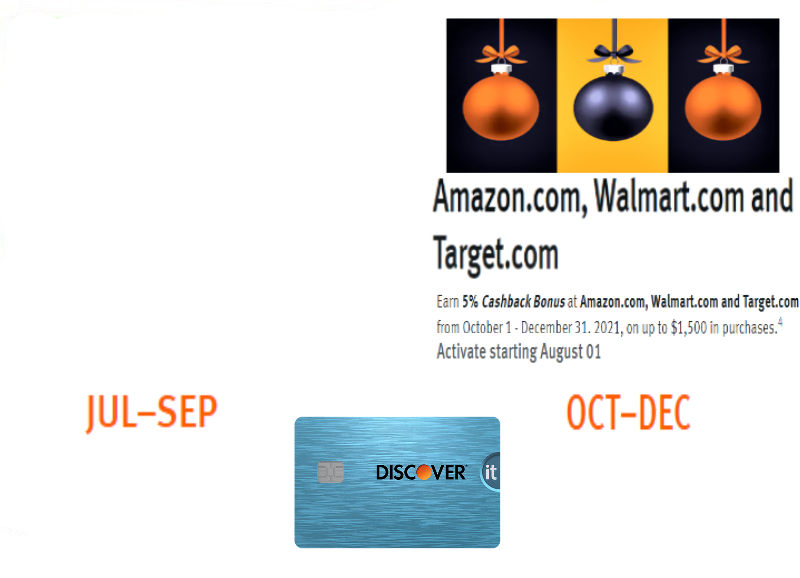 Amazon.com, Walmart.com and
Target.com
Earn 5% Cashback Bonus at Amazon.com, Walmart.com and Target.com
from October 1 - December 31. 2021, on up to $1,500 in purchases.4
Activate starting August 01
JUL–SEP
OCT–DEC
DISCOVER it